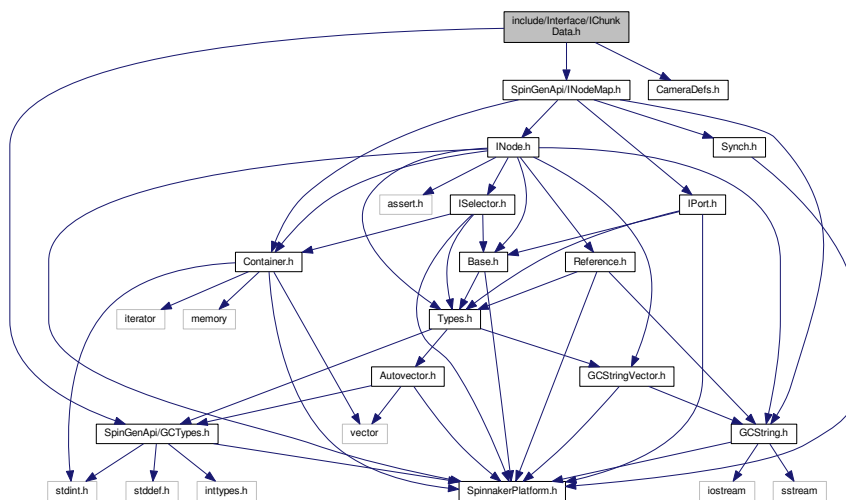 include/Interface/IChunk
Data.h
SpinGenApi/INodeMap.h
CameraDefs.h
INode.h
Synch.h
assert.h
ISelector.h
IPort.h
Container.h
Base.h
Reference.h
iterator
memory
Types.h
Autovector.h
GCStringVector.h
SpinGenApi/GCTypes.h
vector
GCString.h
stdint.h
stddef.h
inttypes.h
SpinnakerPlatform.h
iostream
sstream